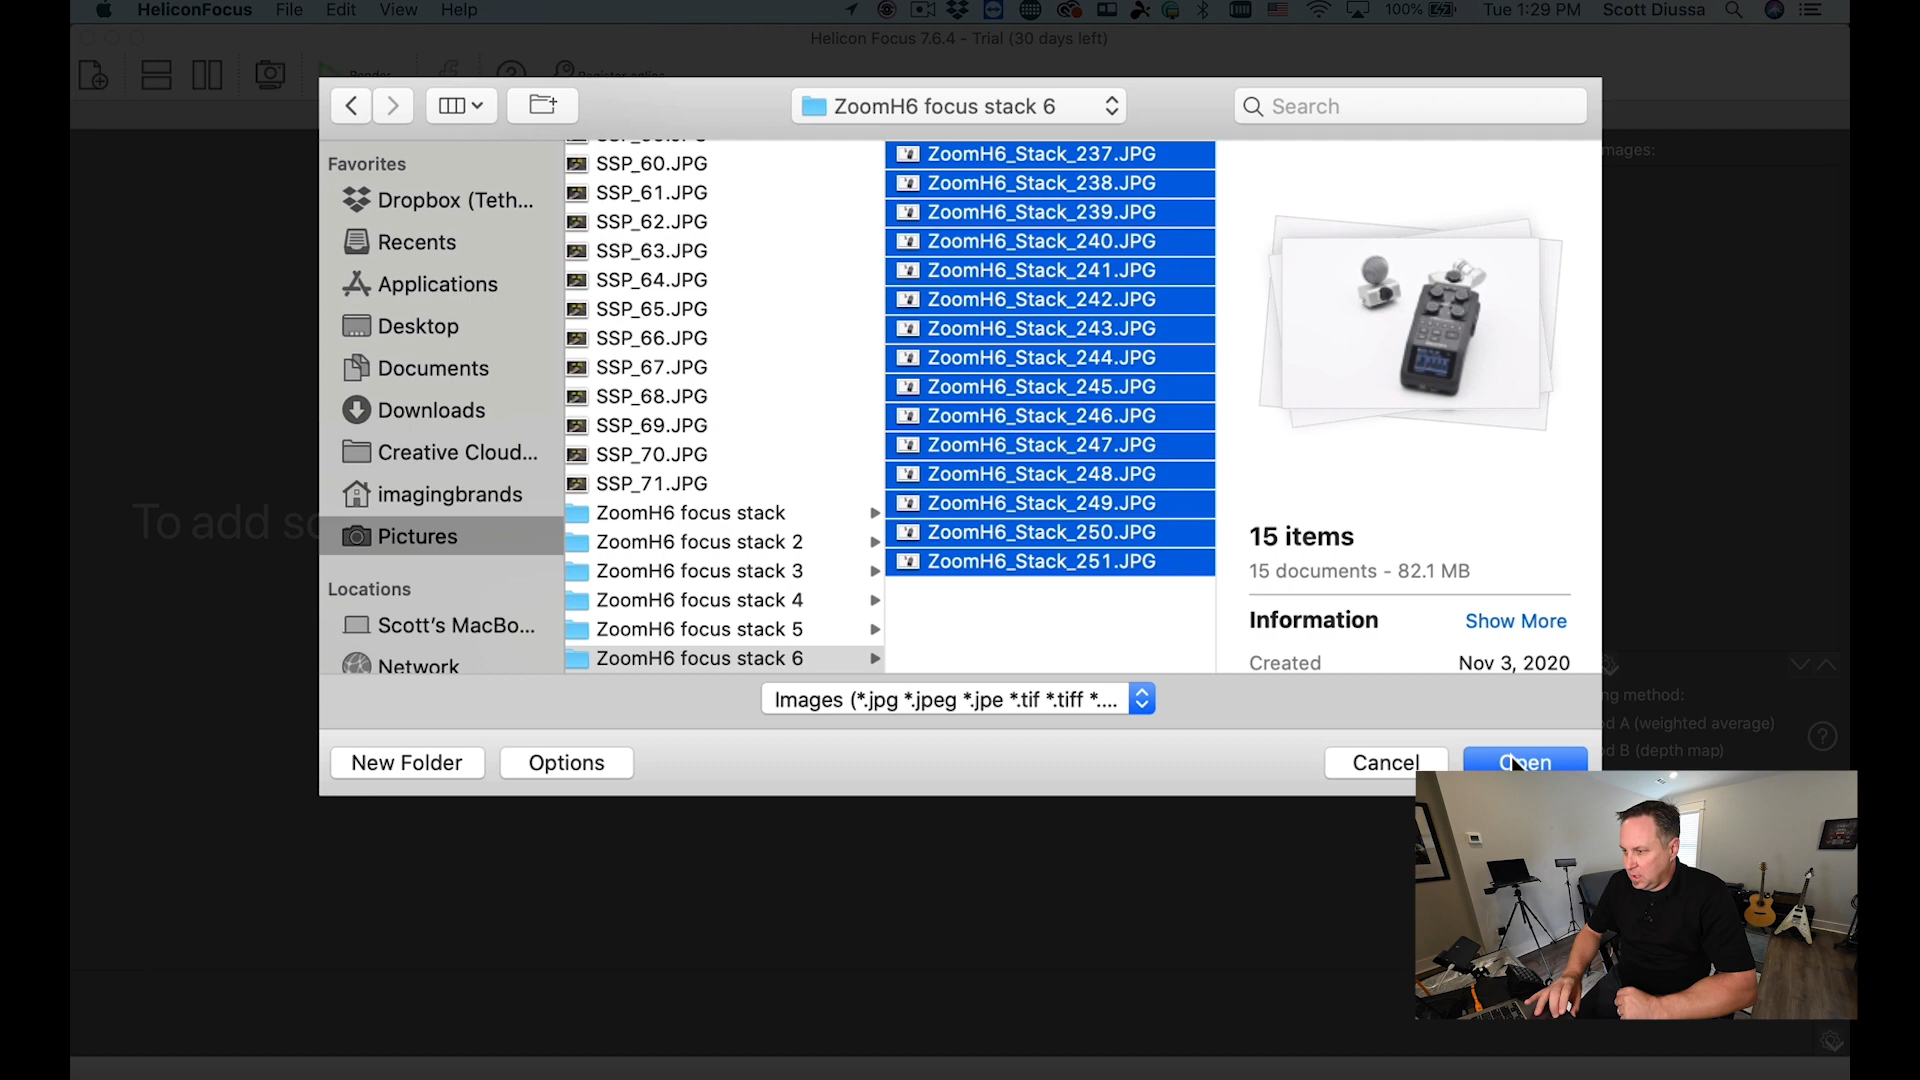 HeliconFocus File Edit View Help 100% Tue 1:29 PM Scott Diussa
Helicon Focus 7.6.4 - Trial (30 days left)
ZoomH6 focus stack 6
Search
Favorites
Dropbox (Teth...
Recents
Applications
Desktop
Documents
Downloads
Creative Cloud...
imagingbrands
Pictures
Locations
Scott's MacBo...
Network
SSP_60.JPG
SSP_61.JPG
SSP_62.JPG
SSP_63.JPG
SSP_64.JPG
SSP_65.JPG
SSP_66.JPG
SSP_67.JPG
SSP_68.JPG
SSP_69.JPG
SSP_70.JPG
SSP_71.JPG
ZoomH6 focus stack
ZoomH6 focus stack 2
ZoomH6 focus stack 3
ZoomH6 focus stack 4
ZoomH6 focus stack 5
ZoomH6 focus stack 6
ZoomH6_Stack_237.JPG
ZoomH6_Stack_238.JPG
ZoomH6_Stack_239.JPG
ZoomH6_Stack_240.JPG
ZoomH6_Stack_241.JPG
ZoomH6_Stack_242.JPG
ZoomH6_Stack_243.JPG
ZoomH6_Stack_244.JPG
ZoomH6_Stack_245.JPG
ZoomH6_Stack_246.JPG
ZoomH6_Stack_247.JPG
ZoomH6_Stack_248.JPG
ZoomH6_Stack_249.JPG
ZoomH6_Stack_250.JPG
ZoomH6_Stack_251.JPG
15 items
15 documents - 82.1 MB
Information Show More
Created Nov 3, 2020
Images (*.jpg *.jpeg *.jpe *.tif *.tiff *....
New Folder
Options
Cancel
Open
To add so
mages:
ng method:
d A (weighted average)
d B (depth map)